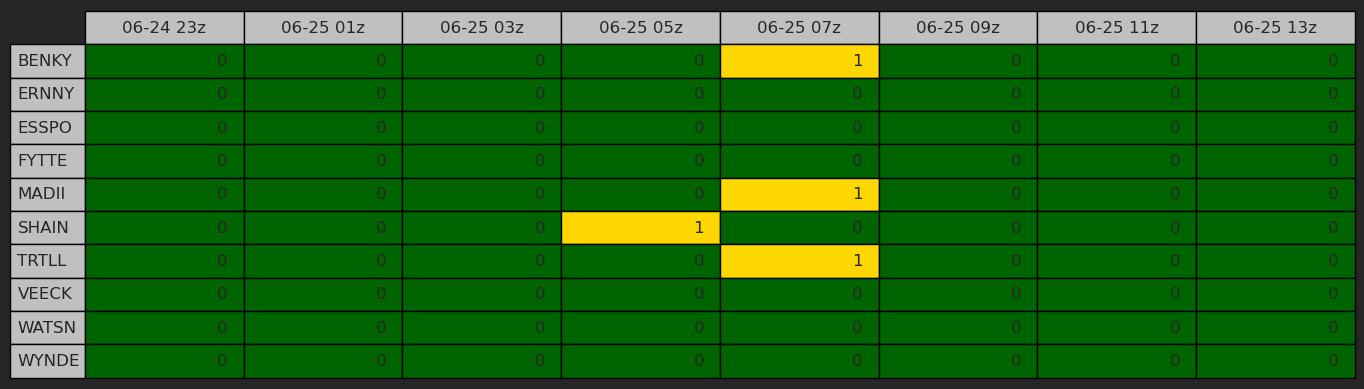 06-24 23z 06-25 01z 06-25 03z 06-25 05z 06-25 07z 06-25 09z 06-25 11z 06-25 13z
BENKY 0 0 0 0 1 0 0 0
ERNNY 0 0 0 0 0 0 0 0
ESSPO 0 0 0 0 0 0 0 0
FYTTE 0 0 0 0 0 0 0 0
MADII 0 0 0 0 1 0 0 0
SHAIN 0 0 0 1 0 0 0 0
TRTLL 0 0 0 0 1 0 0 0
VEECK 0 0 0 0 0 0 0 0
WATSN 0 0 0 0 0 0 0 0
WYNDE 0 0 0 0 0 0 0 0